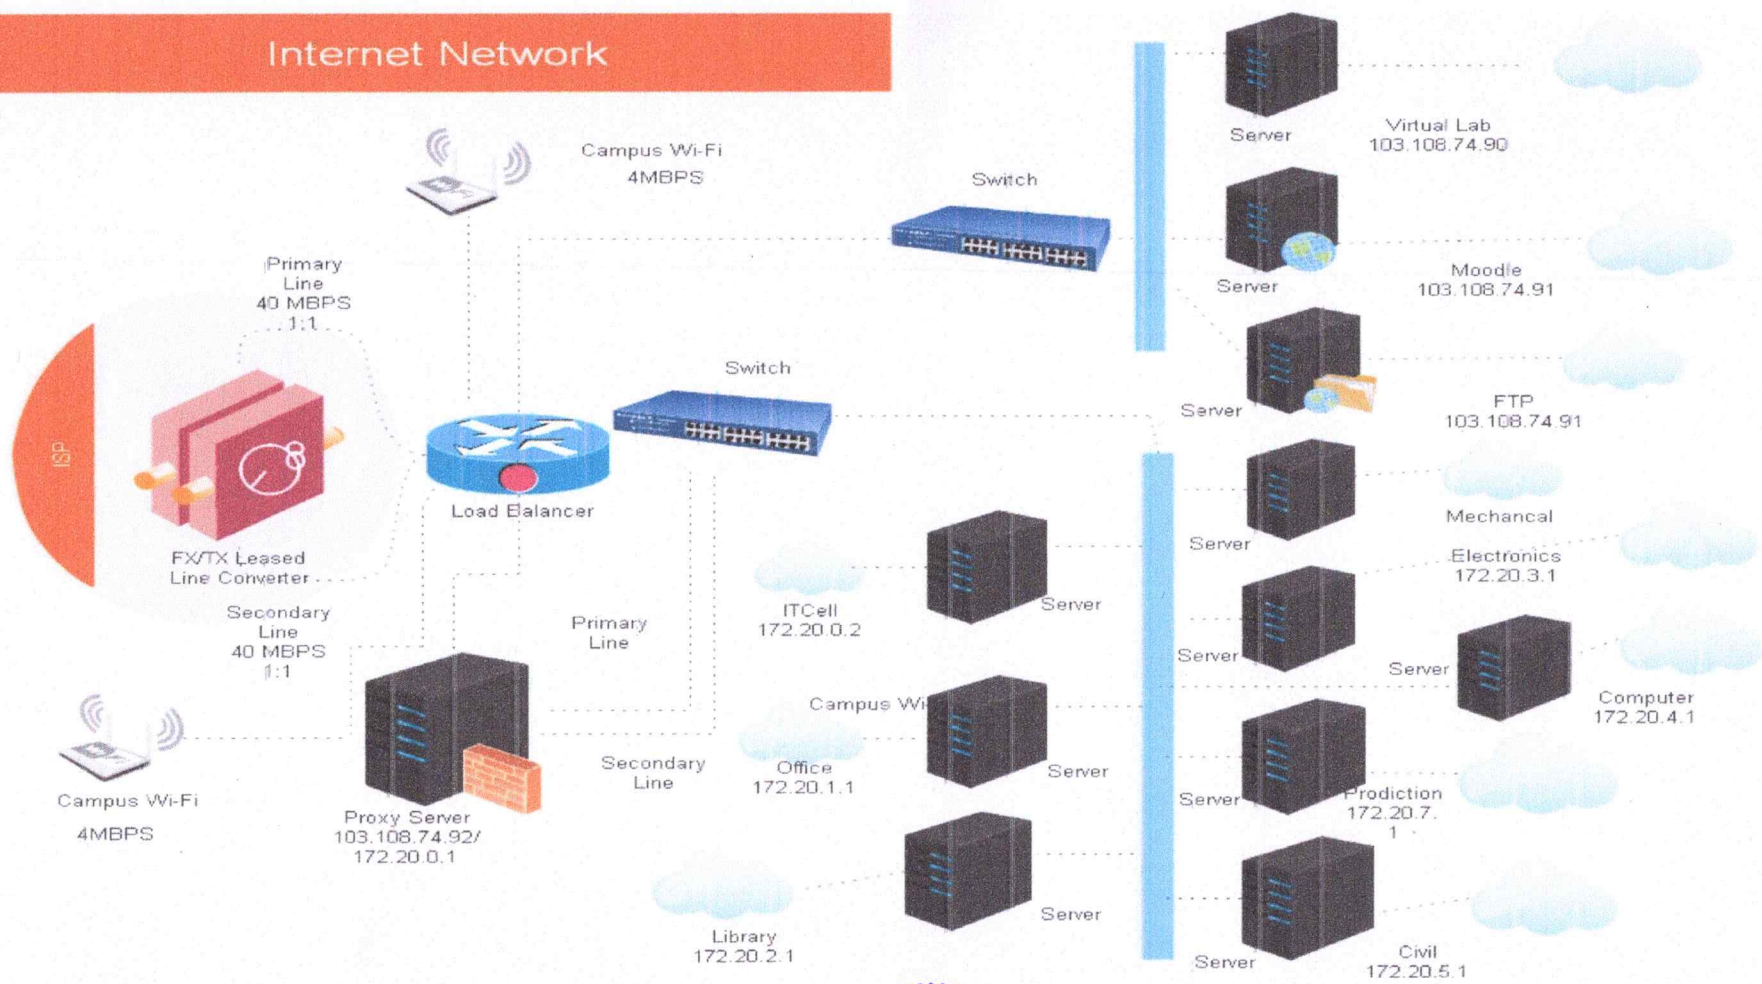 Internet Network
Campus Wi-Fi
4MBPS
Primary
Line
40 MBPS
1:1
ISP
FX/TX Leased
Line Converter
Secondary
Line
40 MBPS
1:1
Load Balancer
Switch
Switch
Campus Wi-Fi
4MBPS
Proxy Server
103.108.74.92/
172.20.0.1
Primary
Line
Secondary
Line
Server
Virtual Lab
103.108.74.90
Server
Moodle
103.108.74.91
Server
FTP
103.108.74.91
Server
Mechancal
Electronics
172.20.3.1
Server
Server
Computer
172.20.4.1
Server
Prodiction
172.20.7.
1
Server
Civil
172.20.5.1
ITCell
172.20.0.2
Server
Campus Wi-
Office
172.20.1.1
Server
Library
172.20.2.1
Server